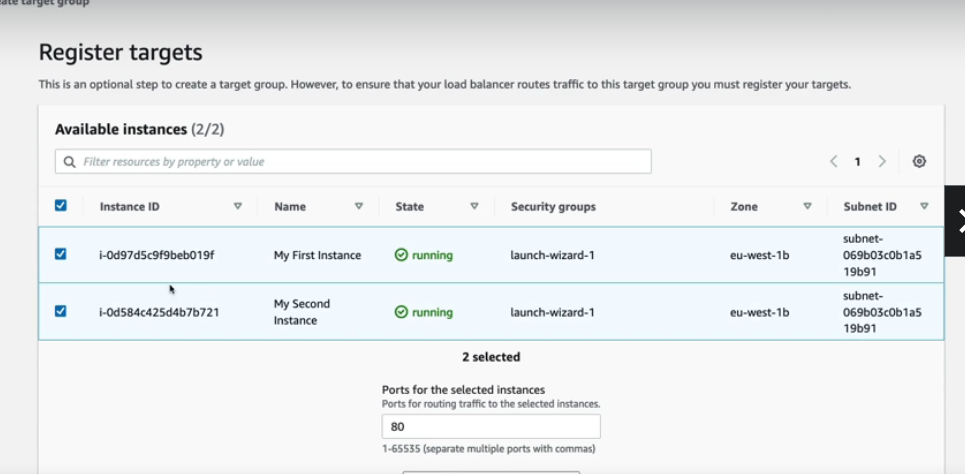 ate target group
Register targets
This is an optional step to create a target group. However, to ensure that your load balancer routes traffic to this target group you must register your targets.
Available instances (2/2)
Filter resources by property or value
1
Instance ID Name State Security groups Zone Subnet ID
i-0d97d5c9f9beb019f My First Instance running launch-wizard-1 eu-west-1b subnet-
069b03c0b1a5
19b91
i-0d584c425d4b7b721 My Second
Instance running launch-wizard-1 eu-west-1b subnet-
069b03c0b1a5
19b91
2 selected
Ports for the selected instances
Ports for routing traffic to the selected instances.
80
1-65535 (separate multiple ports with commas)